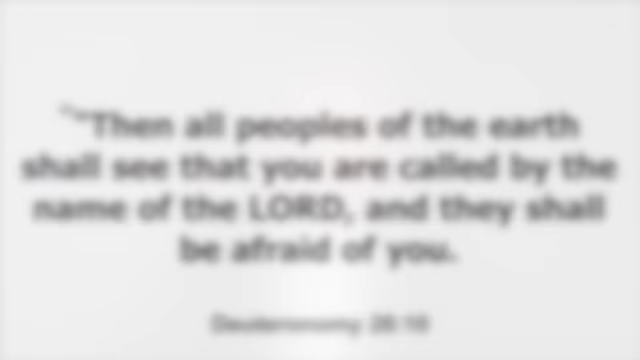 "Then all peoples of the earth
shall see that you are called by the
name of the LORD, and they shall
be afraid of you.
Deuteronomy 28:10